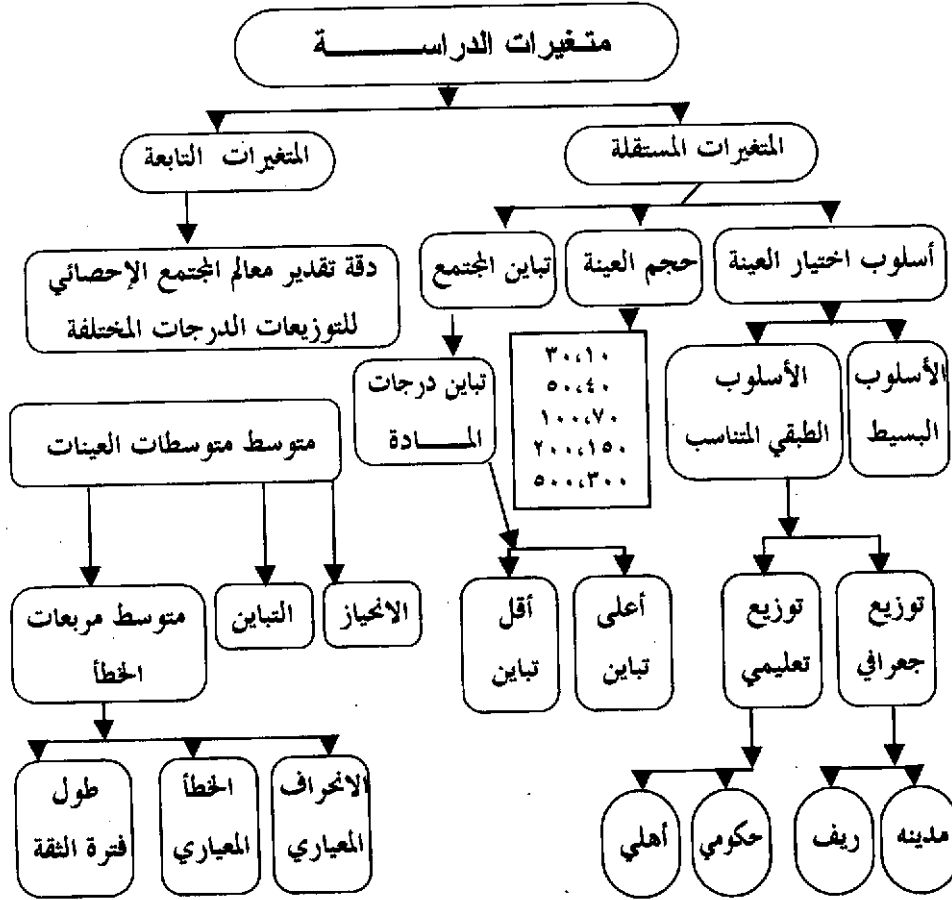 متغيرات الدراســـــــــة
المتغيرات المستقلة
المتغيرات التابعة
أسلوب اختيار العينة
حجم العينة
تباين المجتمع
دقة تقدير معالم المجتمع الإحصائي
للتوزيعات الدرجات المختلفة
الأسلوب
البسيط
الأسلوب
الطبقي المتناسب
٣٠،١٠
٥٠،٤٠
١٠٠،٧٠
٢٠٠،١٥٠
٥٠٠،٣٠٠
تباين درجات
المـــــادة
متوسط متوسطات العينات
توزيع
جعرافي
توزيع
تعليمي
أعلى
تباين
أقل
تباين
الانحياز
التباين
متوسط مربعات
الخطأ
مدينه
ريف
حكومي
أهلي
الانحراف
المعياري
الخطأ
المعياري
طول
فترة الثقة